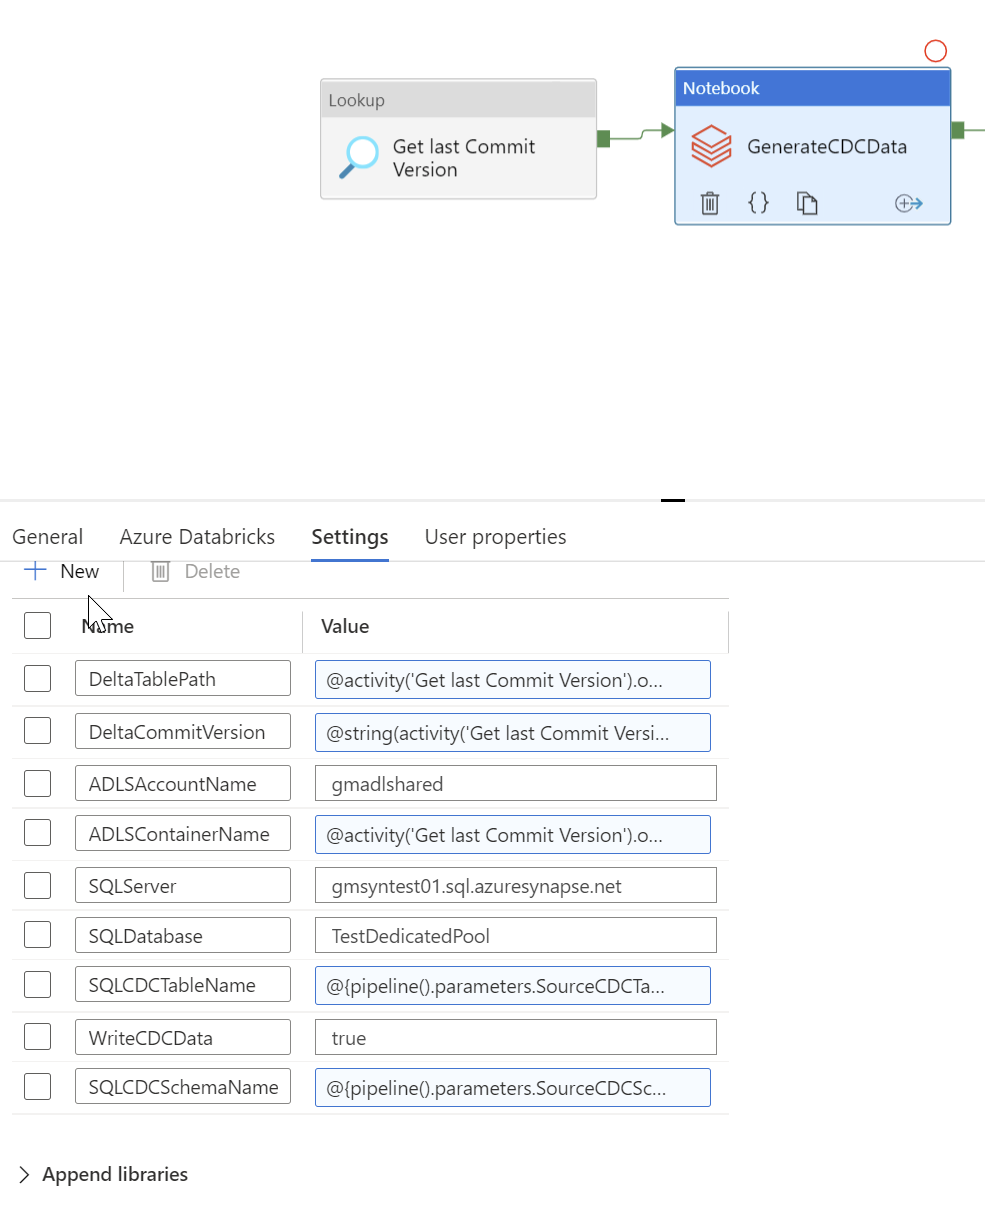 Lookup
Get last Commit
Version
Notebook
GenerateCDCData
General Azure Databricks Settings User properties
New Delete
Name Value
DeltaTablePath @activity('Get last Commit Version').o...
DeltaCommitVersion @string(activity('Get last Commit Versi...
ADLSAccountName gmadlshared
ADLSContainerName @activity('Get last Commit Version').o...
SQLServer gmsyntest01.sql.azuresynapse.net
SQLDatabase TestDedicatedPool
SQLCDCTableName @{pipeline().parameters.SourceCDCTa...
WriteCDCData true
SQLCDCSchemaName @{pipeline().parameters.SourceCDCSc...
Append libraries